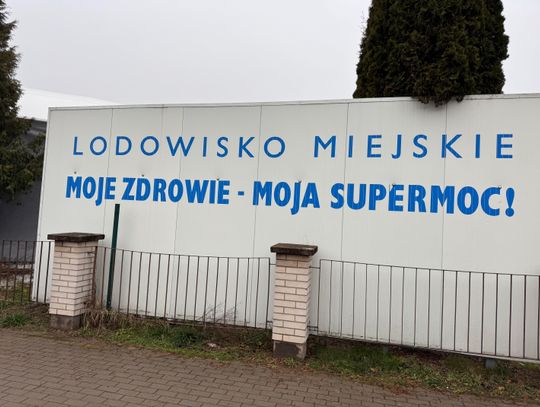 LODOWISKO MIEJSKIE
MOJE ZDROWIE - MOJA SUPERMOC!